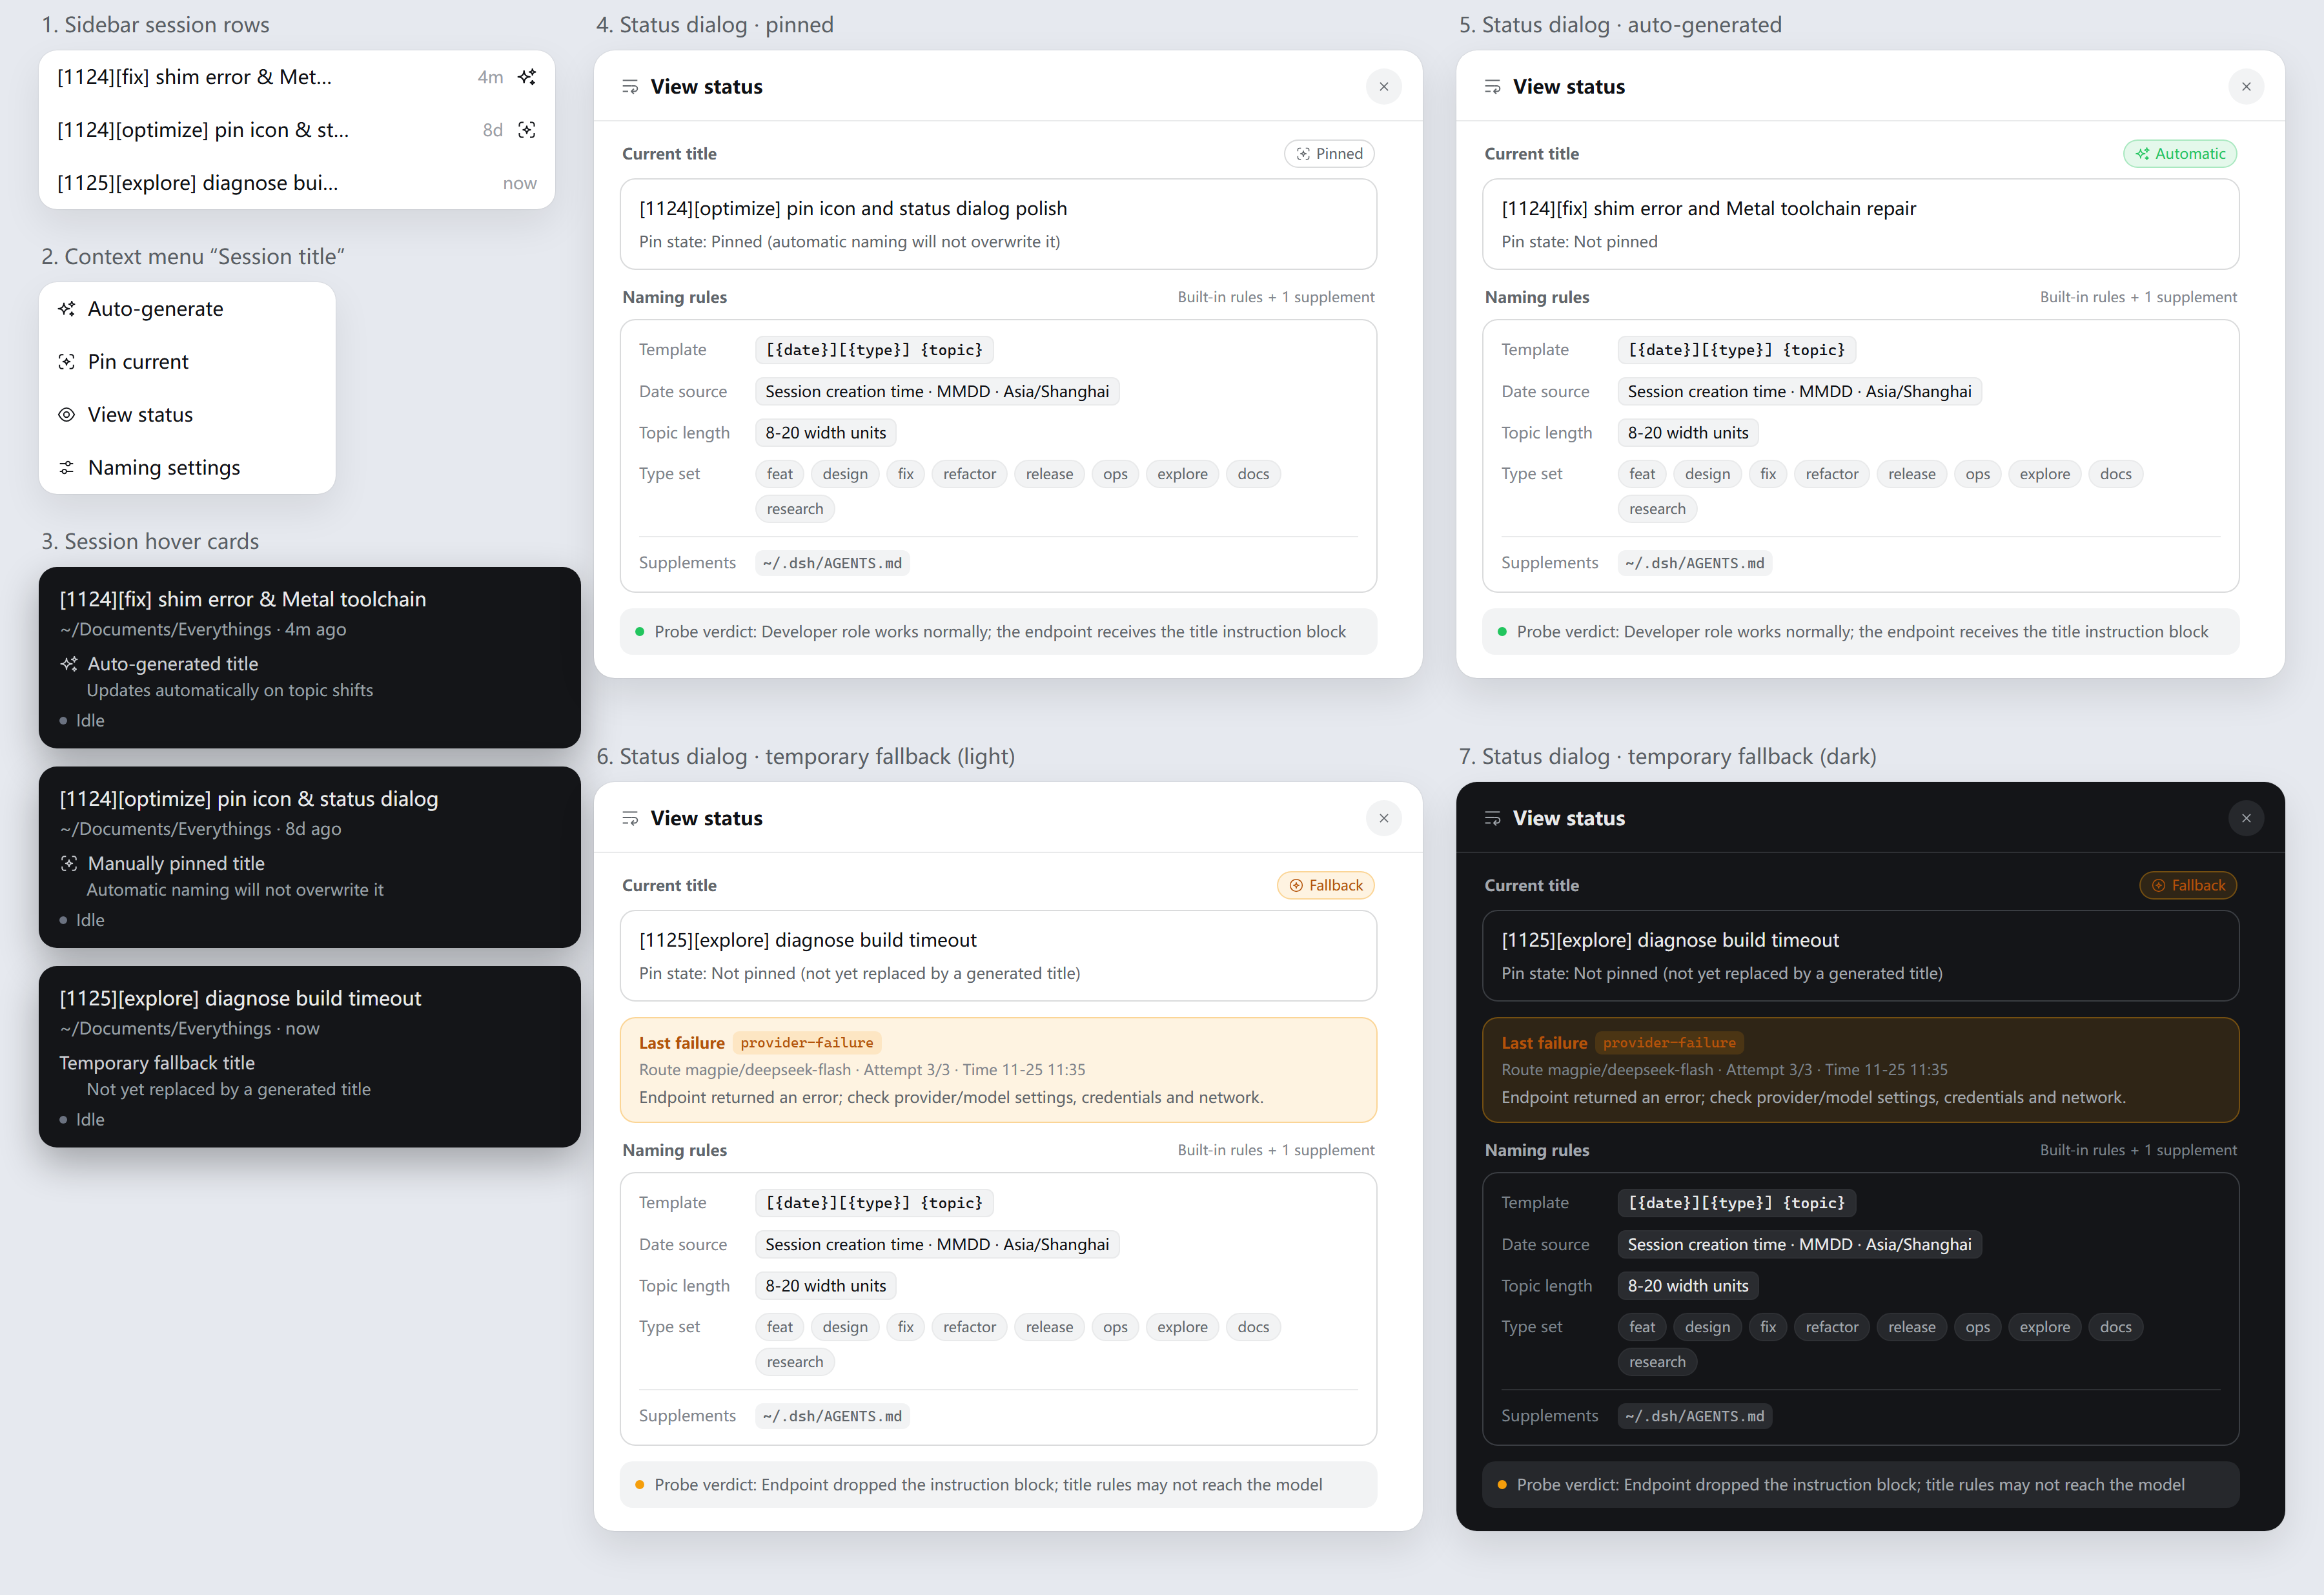 1. Sidebar session rows
[1124][fix] shim error & Met... 4m
[1124][optimize] pin icon & st... 8d
[1125][explore] diagnose bui... now
2. Context menu “Session title”
Auto-generate
Pin current
View status
Naming settings
3. Session hover cards
[1124][fix] shim error & Metal toolchain
~/Documents/Everythings · 4m ago
Auto-generated title
Updates automatically on topic shifts
Idle
[1124][optimize] pin icon & status dialog
~/Documents/Everythings · 8d ago
Manually pinned title
Automatic naming will not overwrite it
Idle
[1125][explore] diagnose build timeout
~/Documents/Everythings · now
Temporary fallback title
Not yet replaced by a generated title
Idle
4. Status dialog · pinned
View status
Current title Pinned
[1124][optimize] pin icon and status dialog polish
Pin state: Pinned (automatic naming will not overwrite it)
Naming rules Built-in rules + 1 supplement
Template [{date}][{type}] {topic}
Date source Session creation time · MMDD · Asia/Shanghai
Topic length 8-20 width units
Type set feat design fix refactor release ops explore docs
research
Supplements ~/.dsh/AGENTS.md
Probe verdict: Developer role works normally; the endpoint receives the title instruction block
5. Status dialog · auto-generated
View status
Current title Automatic
[1124][fix] shim error and Metal toolchain repair
Pin state: Not pinned
Naming rules Built-in rules + 1 supplement
Template [{date}][{type}] {topic}
Date source Session creation time · MMDD · Asia/Shanghai
Topic length 8-20 width units
Type set feat design fix refactor release ops explore docs
research
Supplements ~/.dsh/AGENTS.md
Probe verdict: Developer role works normally; the endpoint receives the title instruction block
6. Status dialog · temporary fallback (light)
View status
Current title Fallback
[1125][explore] diagnose build timeout
Pin state: Not pinned (not yet replaced by a generated title)
Last failure provider-failure
Route magpie/deepseek-flash · Attempt 3/3 · Time 11-25 11:35
Endpoint returned an error; check provider/model settings, credentials and network.
Naming rules Built-in rules + 1 supplement
Template [{date}][{type}] {topic}
Date source Session creation time · MMDD · Asia/Shanghai
Topic length 8-20 width units
Type set feat design fix refactor release ops explore docs
research
Supplements ~/.dsh/AGENTS.md
Probe verdict: Endpoint dropped the instruction block; title rules may not reach the model
7. Status dialog · temporary fallback (dark)
View status
Current title Fallback
[1125][explore] diagnose build timeout
Pin state: Not pinned (not yet replaced by a generated title)
Last failure provider-failure
Route magpie/deepseek-flash · Attempt 3/3 · Time 11-25 11:35
Endpoint returned an error; check provider/model settings, credentials and network.
Naming rules Built-in rules + 1 supplement
Template [{date}][{type}] {topic}
Date source Session creation time · MMDD · Asia/Shanghai
Topic length 8-20 width units
Type set feat design fix refactor release ops explore docs
research
Supplements ~/.dsh/AGENTS.md
Probe verdict: Endpoint dropped the instruction block; title rules may not reach the model